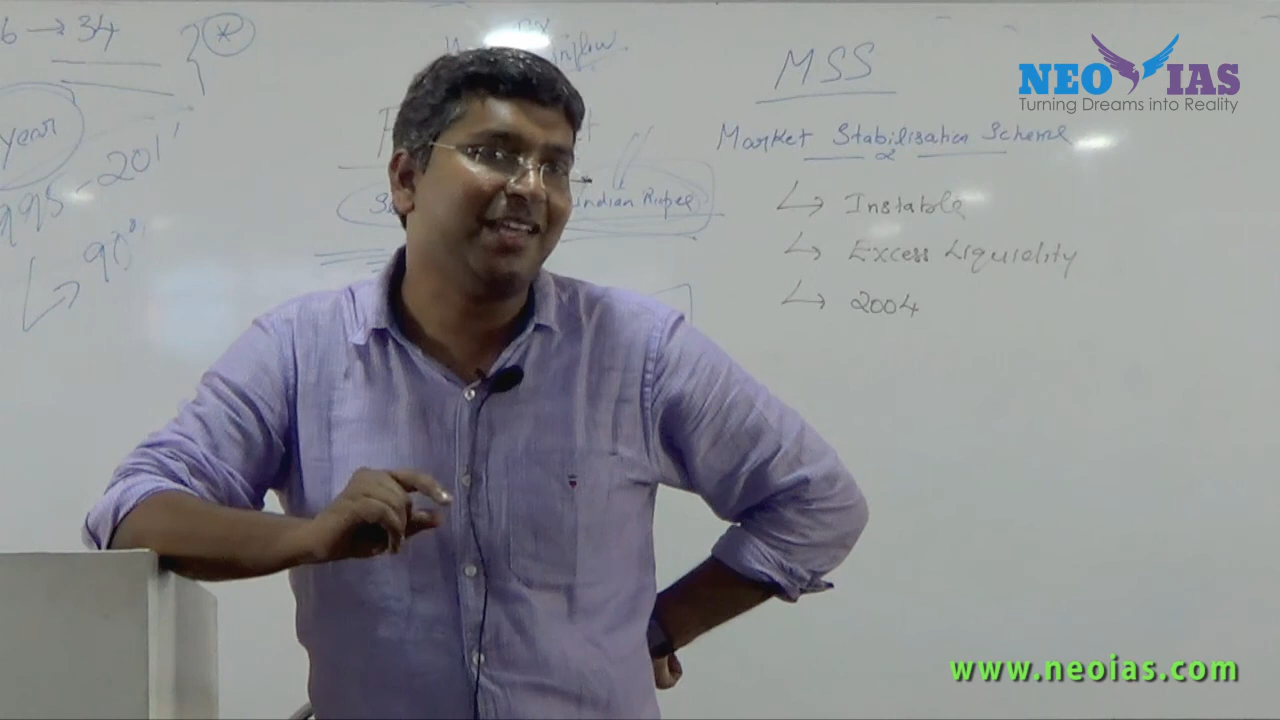 6 → 34
year
995 - 201
90's
inflow
Indian Rupee
MSS
Market Stabilisation Scheme
↳ Instable
↳ Excess Liquidity
↳ 2004
NEO IAS
Turning Dreams into Reality
www.neoias.com